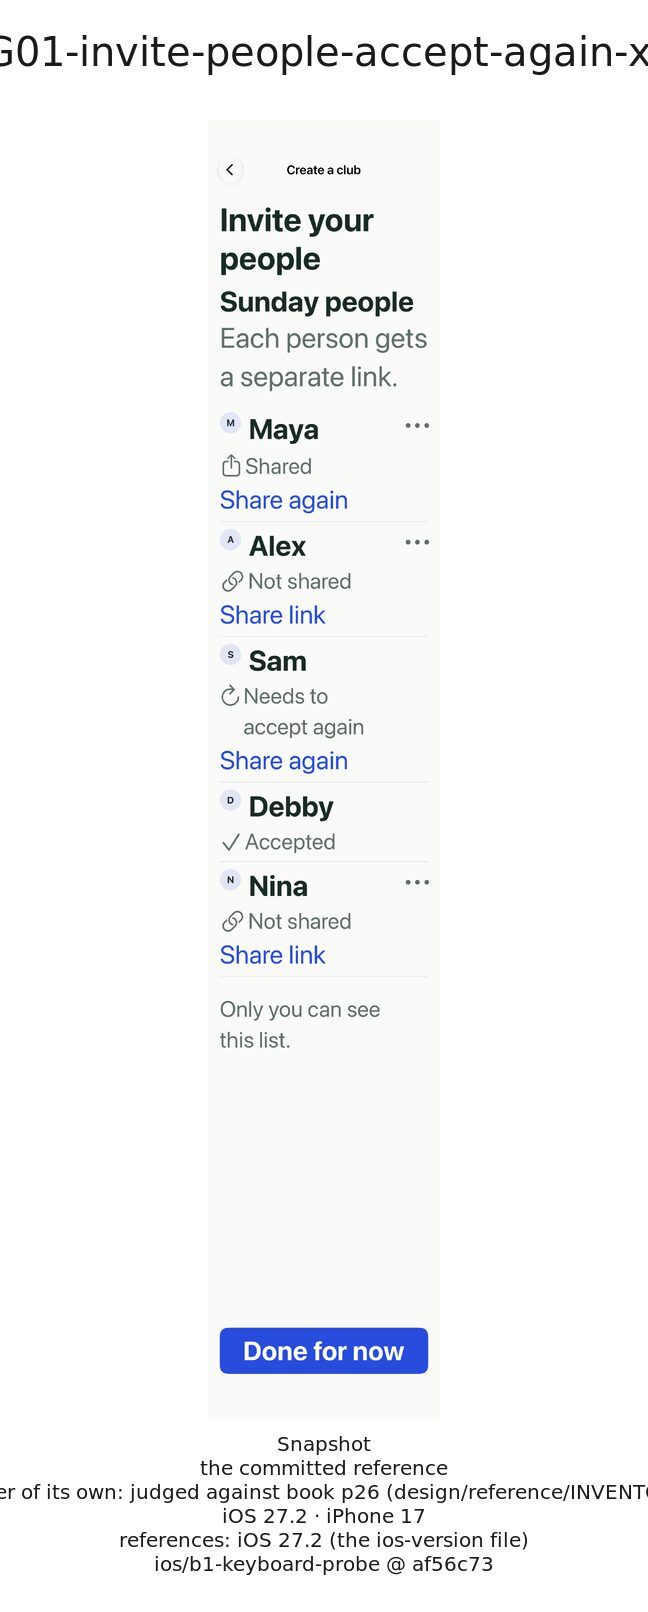 G01-invite-people-accept-again-x
Create a club
Invite your
people
Sunday people
Each person gets
a separate link.
M Maya
Shared
Share again
A Alex
Not shared
Share link
S Sam
Needs to
accept again
Share again
D Debby
Accepted
N Nina
Not shared
Share link
Only you can see
this list.
Done for now
Snapshot
the committed reference
er of its own: judged against book p26 (design/reference/INVENTO
iOS 27.2 · iPhone 17
references: iOS 27.2 (the ios-version file)
ios/b1-keyboard-probe @ af56c73